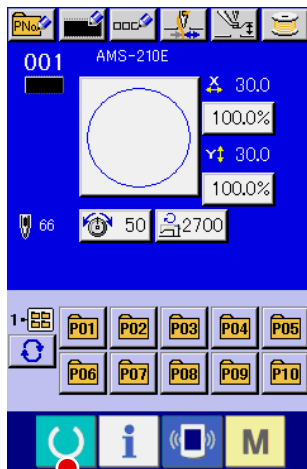 PNo.
001 AMS-210E
X 30.0
100.0%
Y 30.0
100.0%
66 50 2700
1-
P01 P02 P03 P04 P05
P06 P07 P08 P09 P10
i M